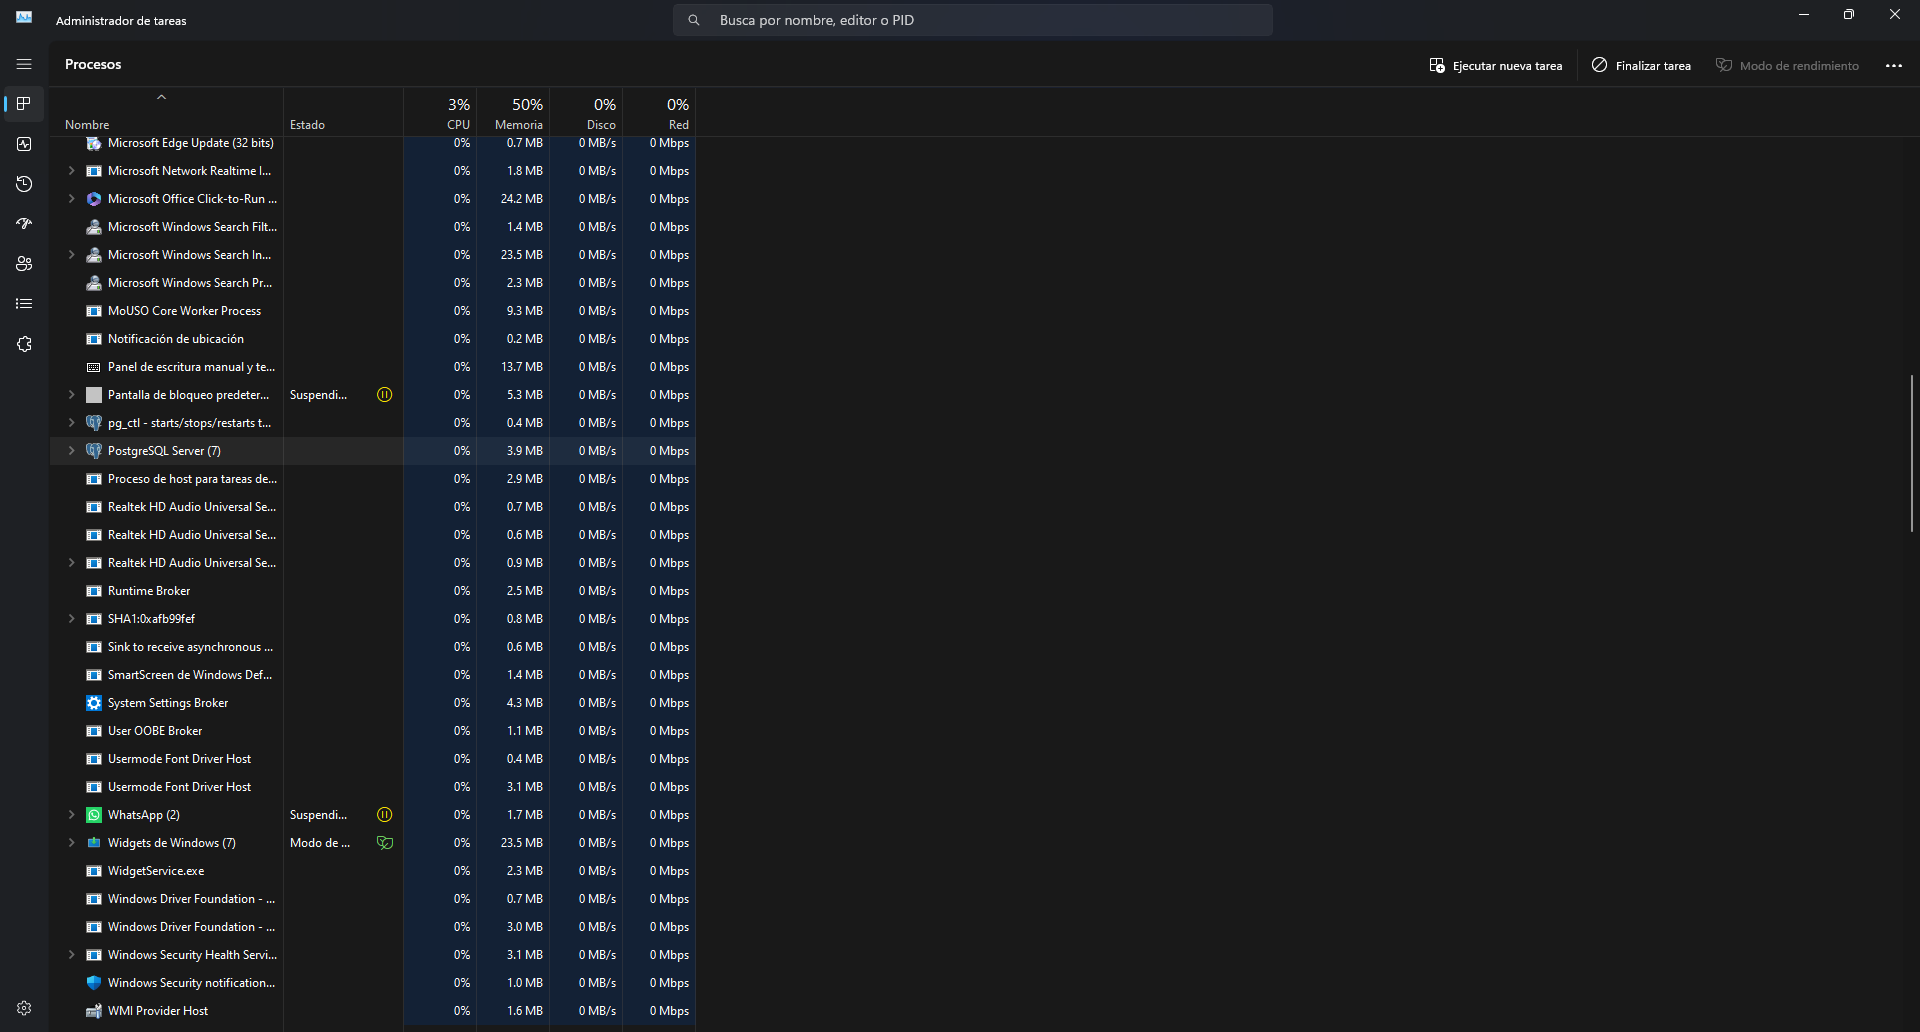 Administrador de tareas
Busca por nombre, editor o PID
Procesos
Ejecutar nueva tarea
Finalizar tarea
Modo de rendimiento
3% 50% 0% 0%
Nombre Estado CPU Memoria Disco Red
Microsoft Edge Update (32 bits) 0% 0.7 MB 0 MB/s 0 Mbps
Microsoft Network Realtime I... 0% 1.8 MB 0 MB/s 0 Mbps
Microsoft Office Click-to-Run ... 0% 24.2 MB 0 MB/s 0 Mbps
Microsoft Windows Search Filt... 0% 1.4 MB 0 MB/s 0 Mbps
Microsoft Windows Search In... 0% 23.5 MB 0 MB/s 0 Mbps
Microsoft Windows Search Pr... 0% 2.3 MB 0 MB/s 0 Mbps
MoUSO Core Worker Process 0% 9.3 MB 0 MB/s 0 Mbps
Notificación de ubicación 0% 0.2 MB 0 MB/s 0 Mbps
Panel de escritura manual y te... 0% 13.7 MB 0 MB/s 0 Mbps
Pantalla de bloqueo predeter... Suspendi... 0% 5.3 MB 0 MB/s 0 Mbps
pg_ctl - starts/stops/restarts t... 0% 0.4 MB 0 MB/s 0 Mbps
PostgreSQL Server (7) 0% 3.9 MB 0 MB/s 0 Mbps
Proceso de host para tareas de... 0% 2.9 MB 0 MB/s 0 Mbps
Realtek HD Audio Universal Se... 0% 0.7 MB 0 MB/s 0 Mbps
Realtek HD Audio Universal Se... 0% 0.6 MB 0 MB/s 0 Mbps
Realtek HD Audio Universal Se... 0% 0.9 MB 0 MB/s 0 Mbps
Runtime Broker 0% 2.5 MB 0 MB/s 0 Mbps
SHA1:0xafb99fef 0% 0.8 MB 0 MB/s 0 Mbps
Sink to receive asynchronous ... 0% 0.6 MB 0 MB/s 0 Mbps
SmartScreen de Windows Def... 0% 1.4 MB 0 MB/s 0 Mbps
System Settings Broker 0% 4.3 MB 0 MB/s 0 Mbps
User OOBE Broker 0% 1.1 MB 0 MB/s 0 Mbps
Usermode Font Driver Host 0% 0.4 MB 0 MB/s 0 Mbps
Usermode Font Driver Host 0% 3.1 MB 0 MB/s 0 Mbps
WhatsApp (2) Suspendi... 0% 1.7 MB 0 MB/s 0 Mbps
Widgets de Windows (7) Modo de ... 0% 23.5 MB 0 MB/s 0 Mbps
WidgetService.exe 0% 2.3 MB 0 MB/s 0 Mbps
Windows Driver Foundation - ... 0% 0.7 MB 0 MB/s 0 Mbps
Windows Driver Foundation - ... 0% 3.0 MB 0 MB/s 0 Mbps
Windows Security Health Servi... 0% 3.1 MB 0 MB/s 0 Mbps
Windows Security notification... 0% 1.0 MB 0 MB/s 0 Mbps
WMI Provider Host 0% 1.6 MB 0 MB/s 0 Mbps